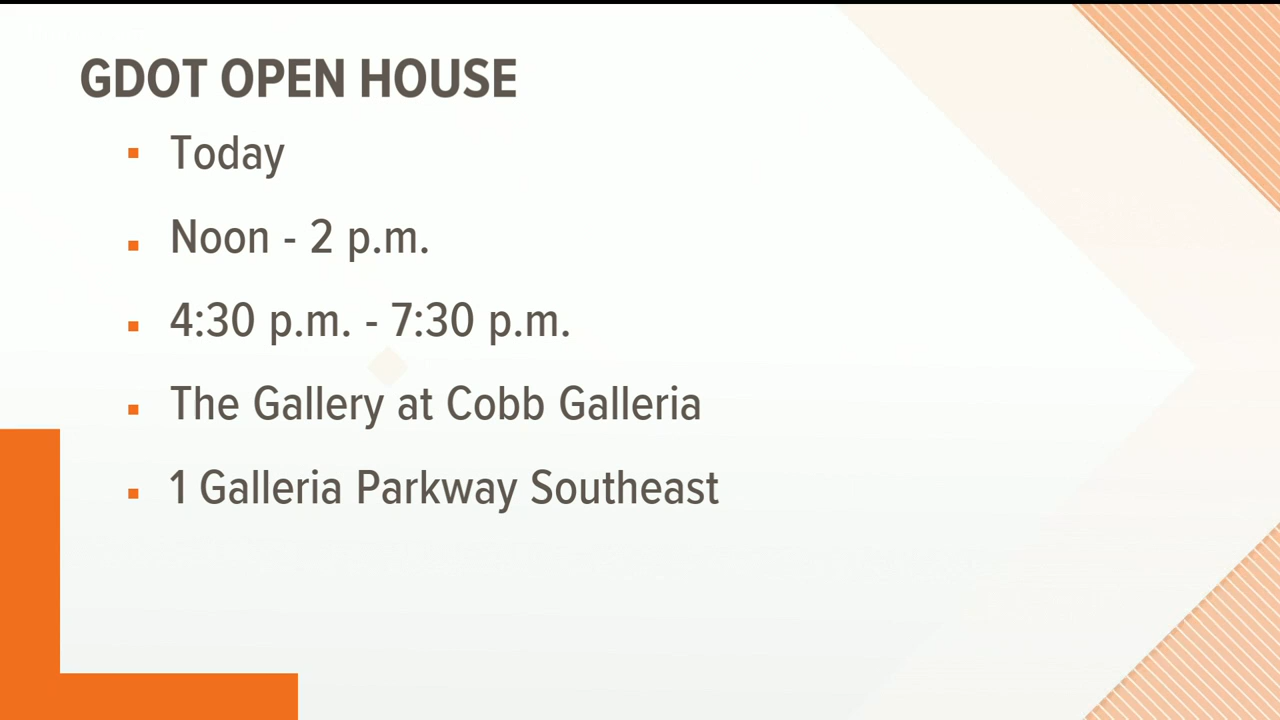 GDOT OPEN HOUSE
Today
Noon - 2 p.m.
4:30 p.m. - 7:30 p.m.
The Gallery at Cobb Galleria
1 Galleria Parkway Southeast